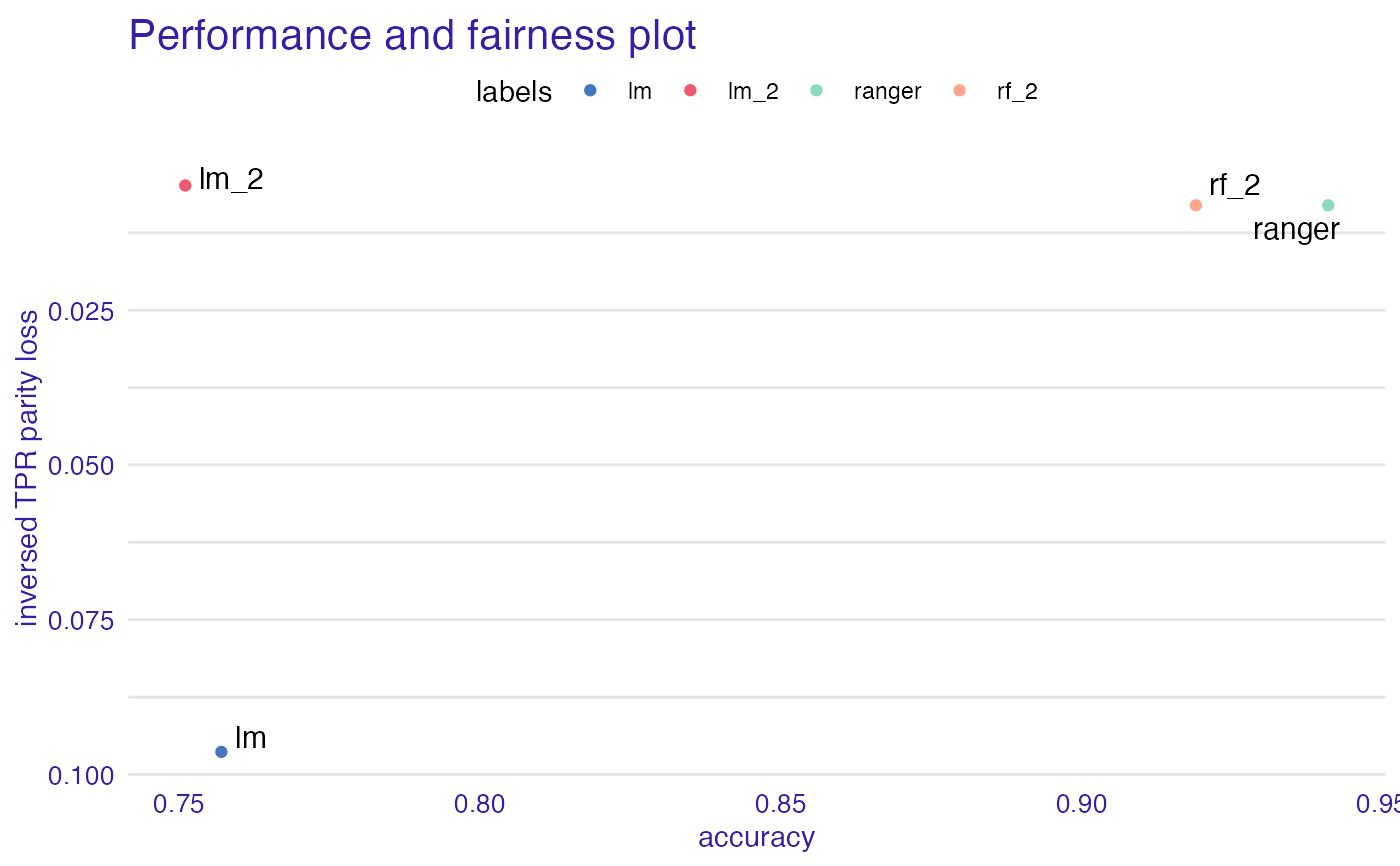 Performance and fairness plot
labels lm lm_2 ranger rf_2
lm_2
rf_2
ranger
0.025
0.050
0.075
lm
0.100
inversed TPR parity loss
0.75 0.80 0.85 0.90 0.95
accuracy